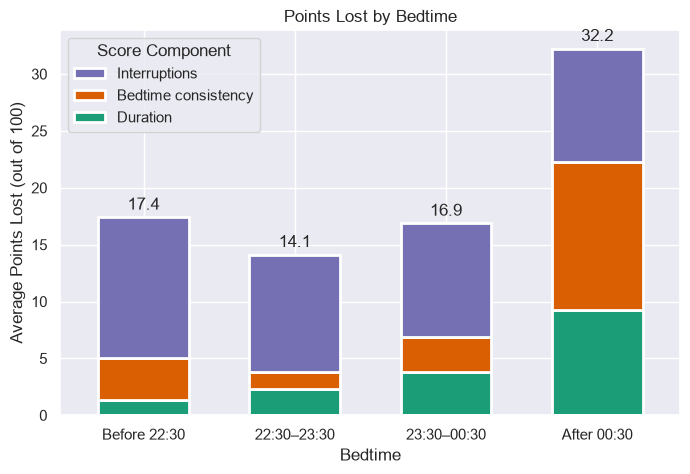 Points Lost by Bedtime
32.2
Score Component
Interruptions
Bedtime consistency
Duration
17.4
14.1
16.9
Average Points Lost (out of 100)
30
25
20
15
10
5
0
Before 22:30
22:30–23:30
23:30–00:30
After 00:30
Bedtime